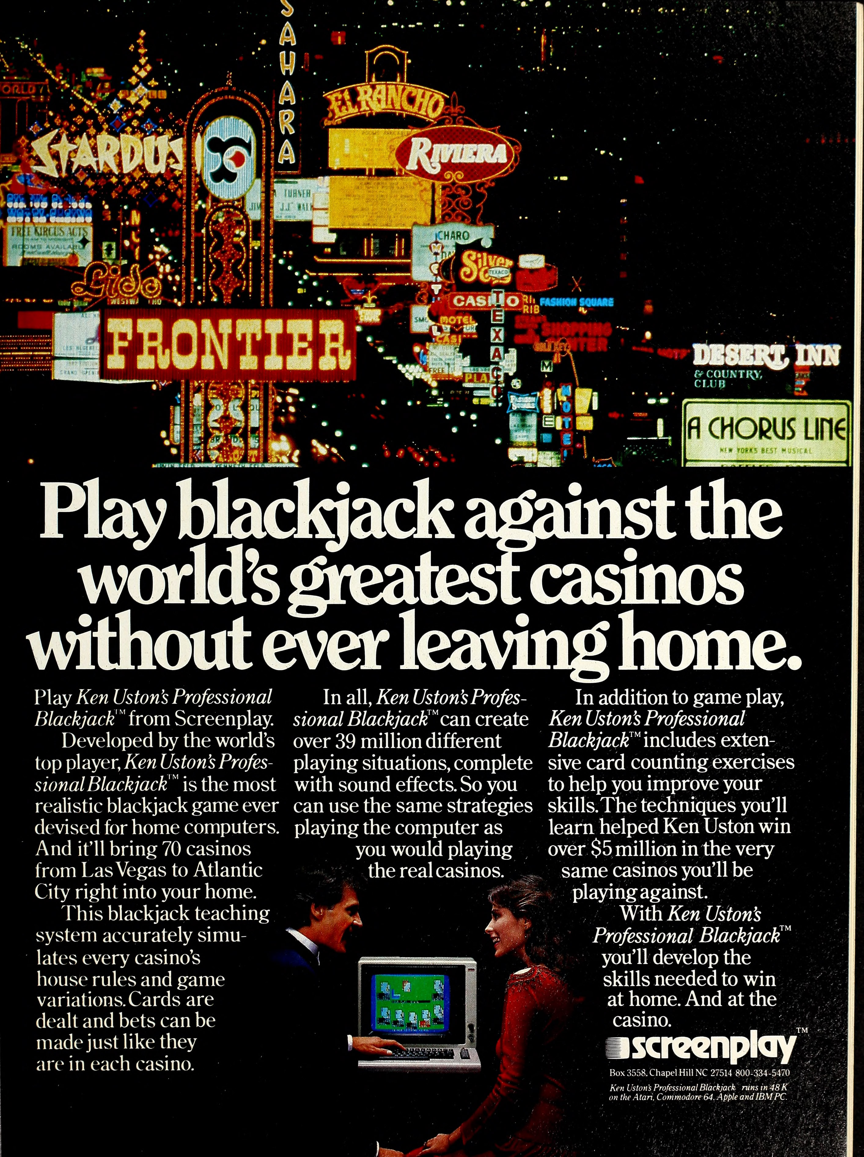 SAHARA
WORLD
EL RANCHO
STARDUS
RIVIERA
TURNER
FREE CIRCUS ACTS
ROOMS AVAILABLE
CHARO
Lido
Silver
TEXACO
CASINO
FASHION SQUARE
RIB
MOTEL
SHOPPING
TEXACO
FRONTIER
MOTEL
DESERT INN
& COUNTRY
CLUB
A CHORUS LINE
NEW YORK'S BEST MUSICAL
Play blackjack against the
world's greatest casinos
without ever leaving home.
Play Ken Uston's Professional
Blackjack™ from Screenplay.
Developed by the world's
top player, Ken Uston's Profes-
sional Blackjack™ is the most
realistic blackjack game ever
devised for home computers.
And it'll bring 70 casinos
from Las Vegas to Atlantic
City right into your home.
This blackjack teaching
system accurately simu-
lates every casino's
house rules and game
variations. Cards are
dealt and bets can be
made just like they
are in each casino.
In all, Ken Uston's Profes-
sional Blackjack™ can create
over 39 million different
playing situations, complete
with sound effects. So you
can use the same strategies
playing the computer as
you would playing
the real casinos.
In addition to game play,
Ken Uston's Professional
Blackjack™ includes exten-
sive card counting exercises
to help you improve your
skills. The techniques you'll
learn helped Ken Uston win
over $5 million in the very
same casinos you'll be
playing against.
With Ken Uston's
Professional Blackjack™
you'll develop the
skills needed to win
at home. And at the
casino.
screenplay™
Box 3558, Chapel Hill NC 27514 800-334-5470
Ken Uston's Professional Blackjack runs in 48 K
on the Atari, Commodore 64, Apple and IBM PC.